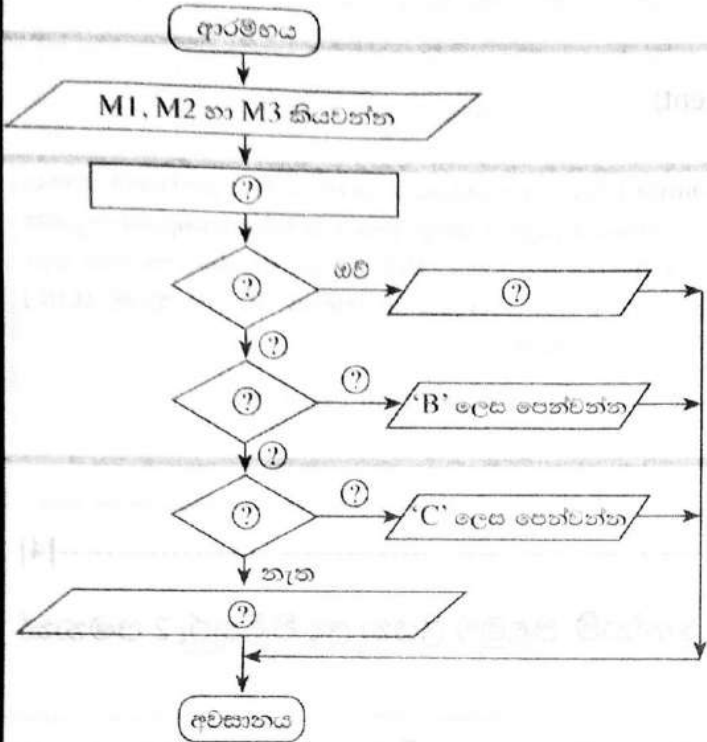 ආරම්භය
M1, M2 හා M3 කියවන්න
?
? ඔව් ?
?
? ? 'B' ලෙස පෙන්වන්න
?
? ? 'C' ලෙස පෙන්වන්න
නැත
?
අවසානය